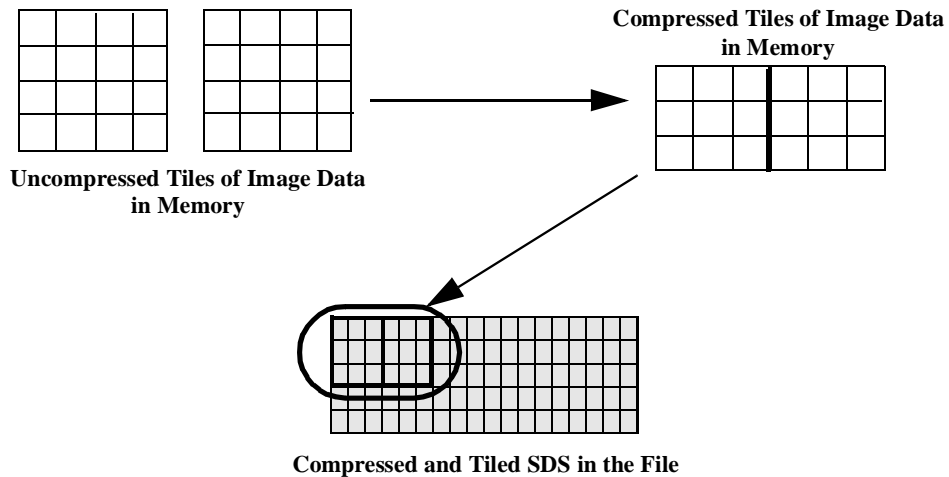 Compressed Tiles of Image Data
in Memory
Uncompressed Tiles of Image Data
in Memory
Compressed and Tiled SDS in the File